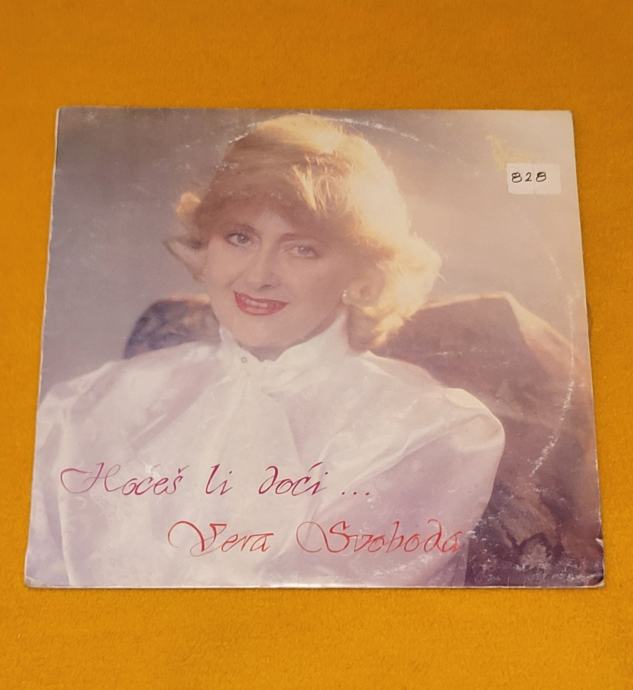 828
Hoćeš li doći ...
Vera Svoboda